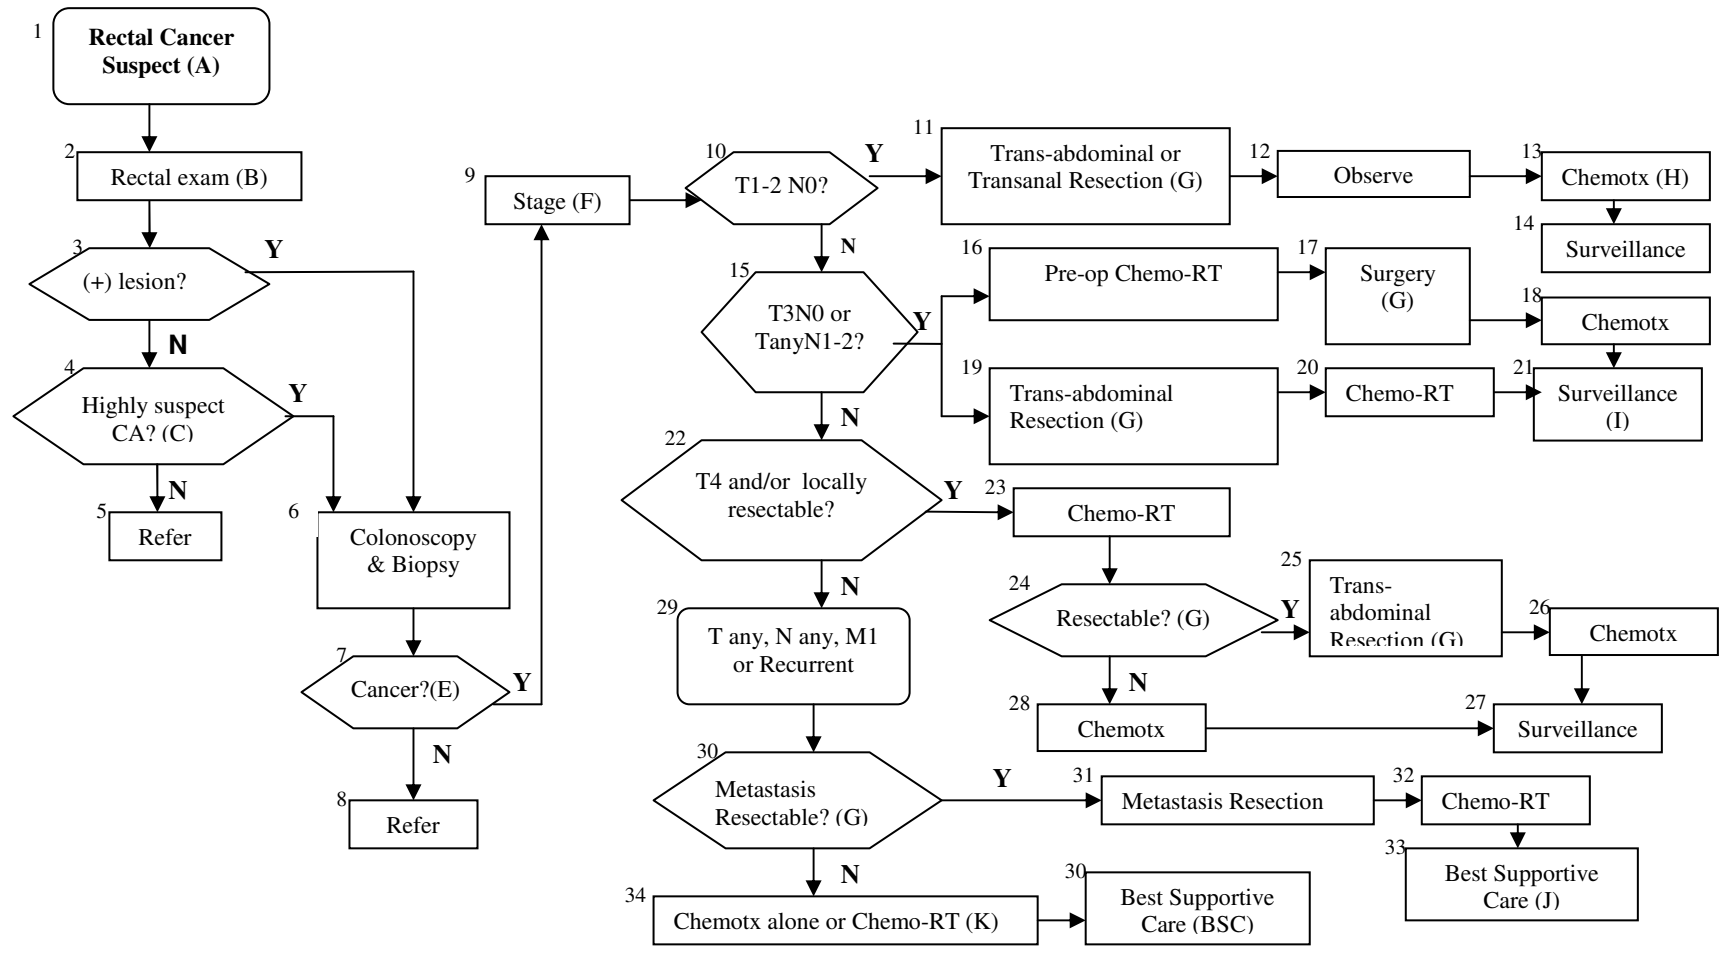 1
Rectal Cancer
Suspect (A)
2
Rectal exam (B)
3
(+) lesion?
Y
N
4
Highly suspect
CA? (C)
Y
N
5
Refer
6
Colonoscopy
& Biopsy
7
Cancer?(E)
Y
N
8
Refer
9
Stage (F)
10
T1-2 N0?
Y
N
11
Trans-abdominal or
Transanal Resection (G)
12
Observe
13
Chemotx (H)
14
Surveillance
15
T3N0 or
TanyN1-2?
Y
N
16
Pre-op Chemo-RT
17
Surgery
(G)
18
Chemotx
19
Trans-abdominal
Resection (G)
20
Chemo-RT
21
Surveillance
(I)
22
T4 and/or locally
resectable?
Y
N
23
Chemo-RT
24
Resectable? (G)
Y
N
25
Trans-
abdominal
Resection (G)
26
Chemotx
27
Surveillance
28
Chemotx
29
T any, N any, M1
or Recurrent
30
Metastasis
Resectable? (G)
Y
N
31
Metastasis Resection
32
Chemo-RT
33
Best Supportive
Care (J)
34
Chemotx alone or Chemo-RT (K)
30
Best Supportive
Care (BSC)